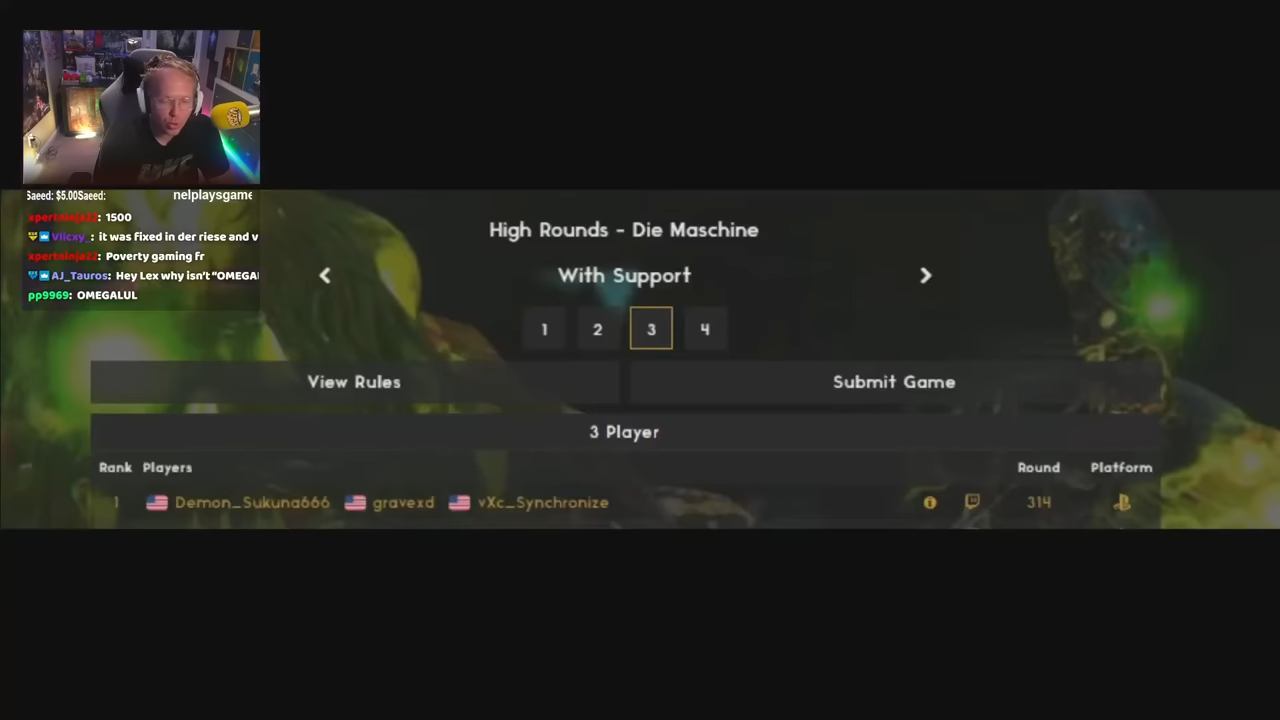 Saeed: $5.00Saeed: nelplaysgame
xpertninja22: 1500
Vlicxy_: it was fixed in der riese and v
xpertninja22: Poverty gaming fr
AJ_Tauros: Hey Lex why isn't "OMEGAL
pp9969: OMEGALUL
High Rounds - Die Maschine
With Support
1 2 3 4
View Rules Submit Game
3 Player
Rank Players Round Platform
1 Demon_Sukuna666 gravexd vXc_Synchronize 314